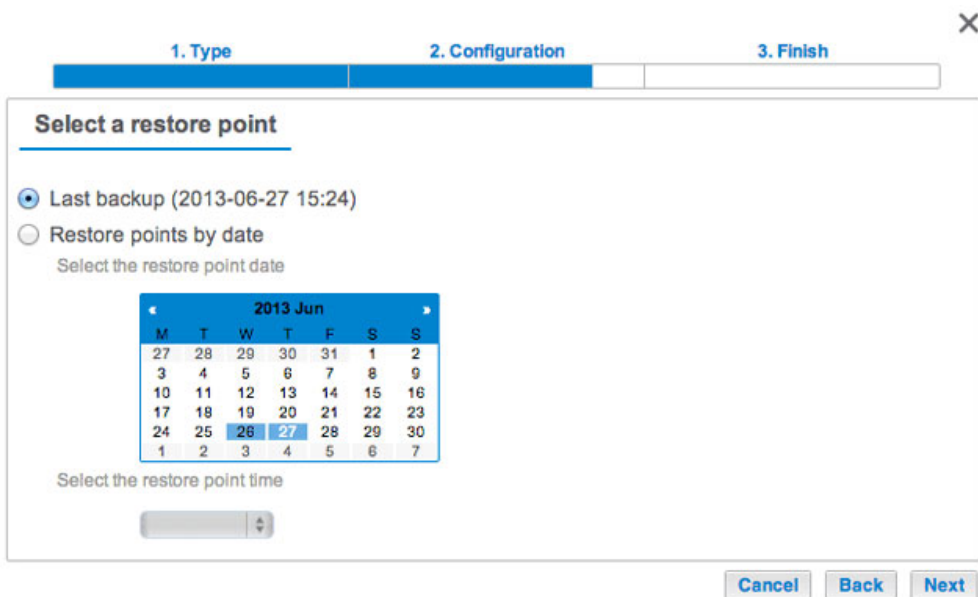 1. Type 2. Configuration 3. Finish
Select a restore point
Last backup (2013-06-27 15:24)
Restore points by date
Select the restore point date
« 2013 Jun »
M T W T F S S
27 28 29 30 31 1 2
3 4 5 6 7 8 9
10 11 12 13 14 15 16
17 18 19 20 21 22 23
24 25 26 27 28 29 30
1 2 3 4 5 6 7
Select the restore point time
Cancel Back Next